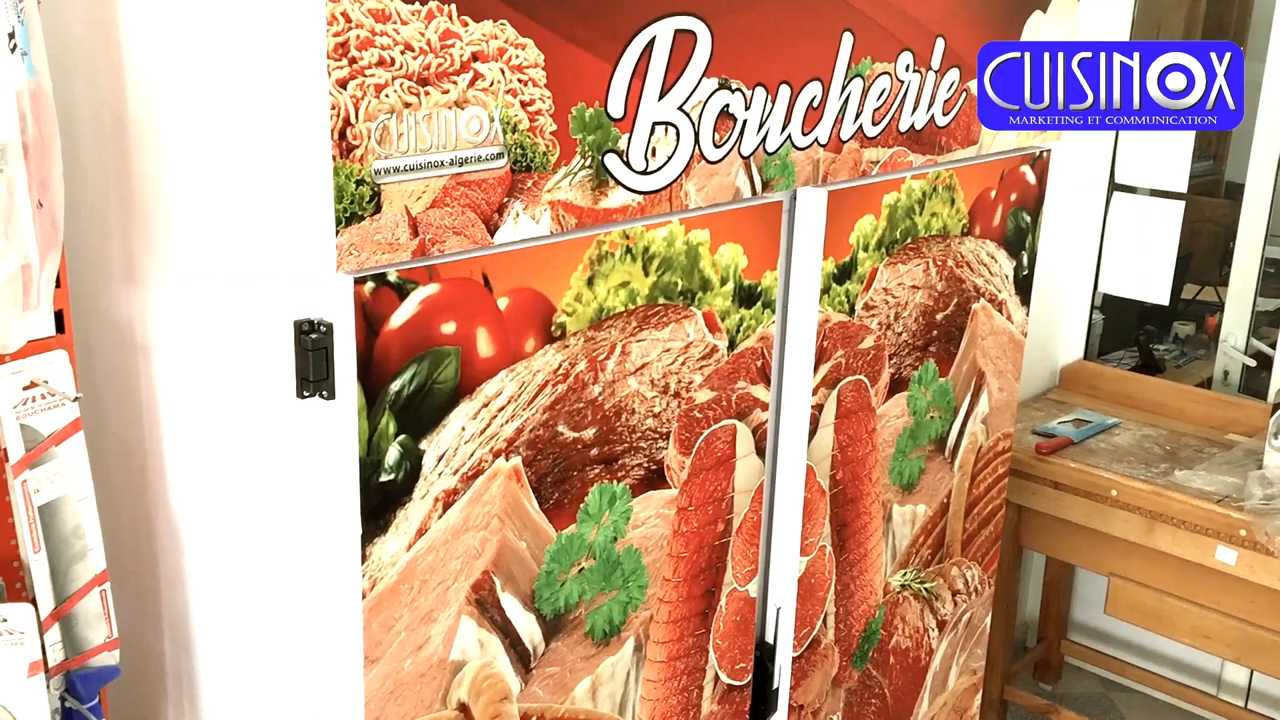 Boucherie
CUISINOX
www.cuisinox-algerie.com
CUISINOX
MARKETING ET COMMUNICATION
BOUCHAMA